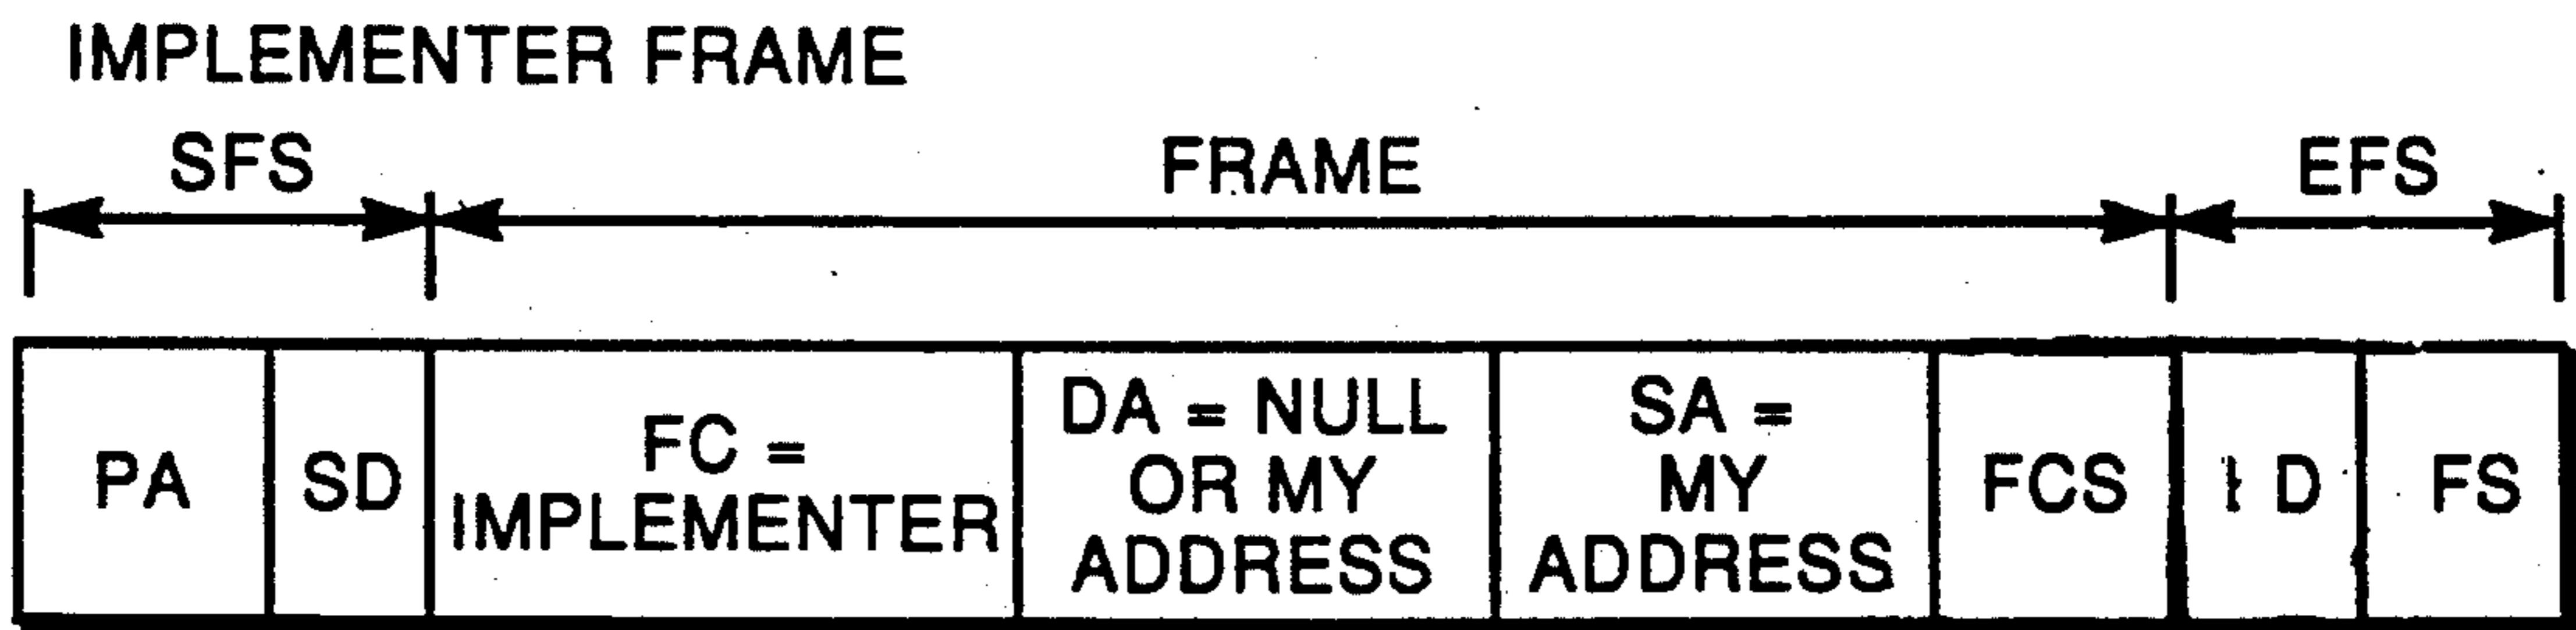 IMPLEMENTER FRAME
SFS FRAME EFS
PA SD FC =
IMPLEMENTER DA = NULL
OR MY
ADDRESS SA =
MY
ADDRESS FCS D FS